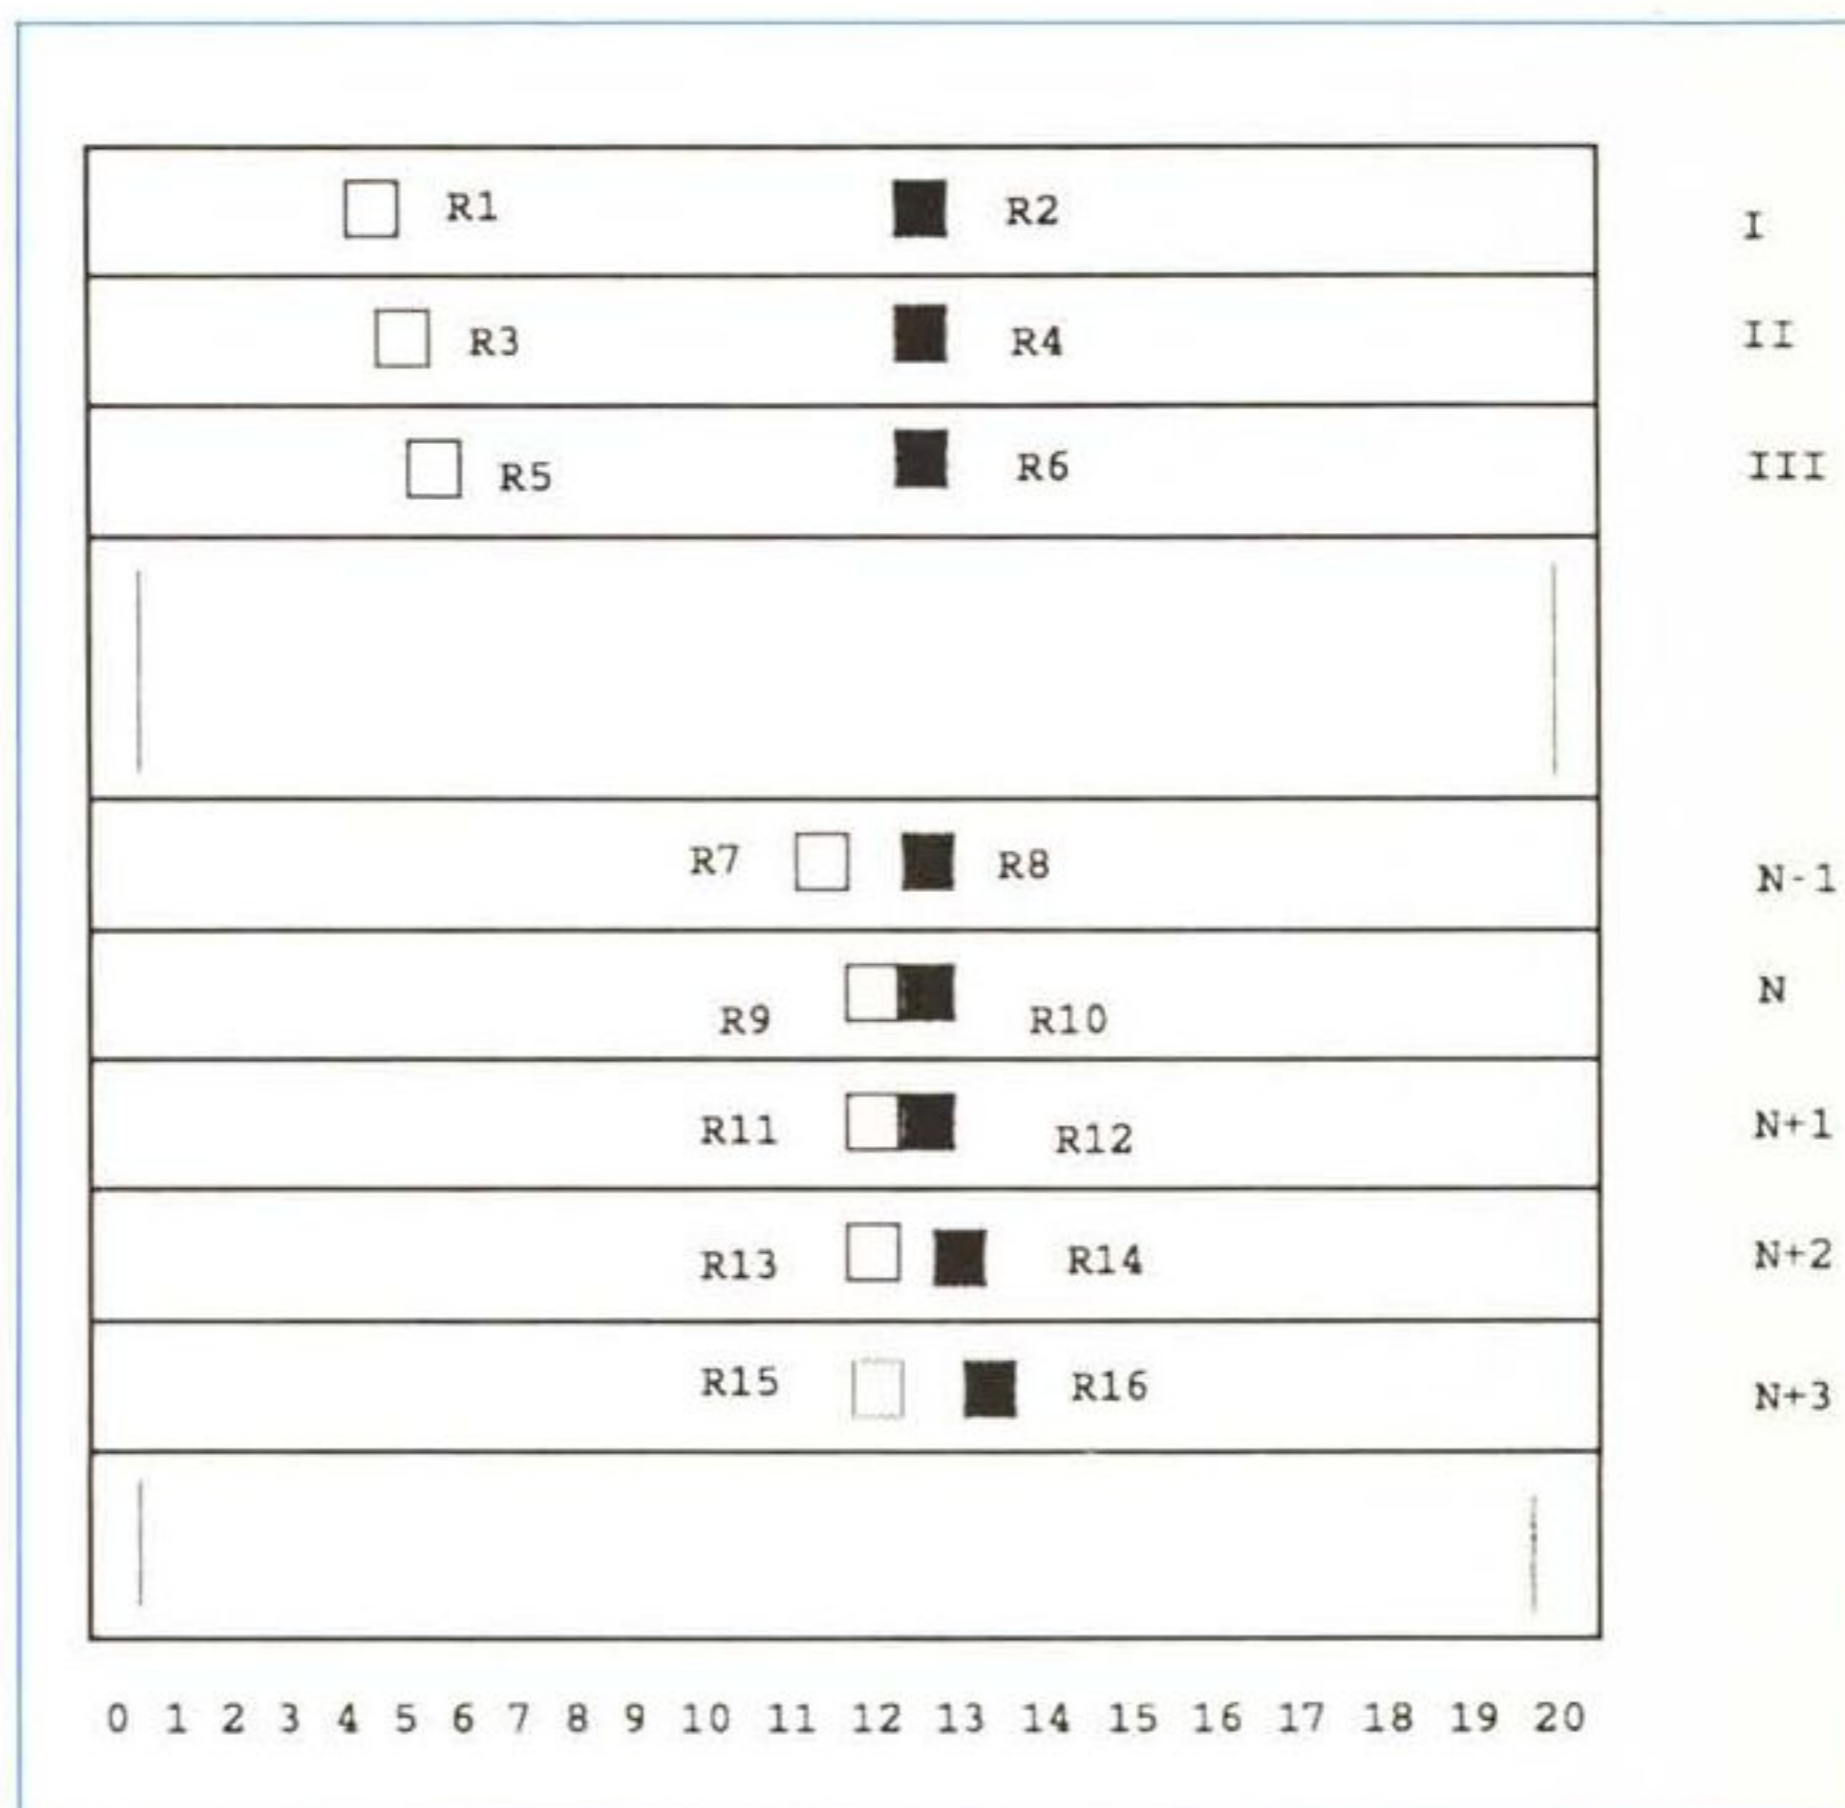 R1 R2 I
R3 R4 II
R5 R6 III
R7 R8 N-1
R9 R10 N
R11 R12 N+1
R13 R14 N+2
R15 R16 N+3
0 1 2 3 4 5 6 7 8 9 10 11 12 13 14 15 16 17 18 19 20